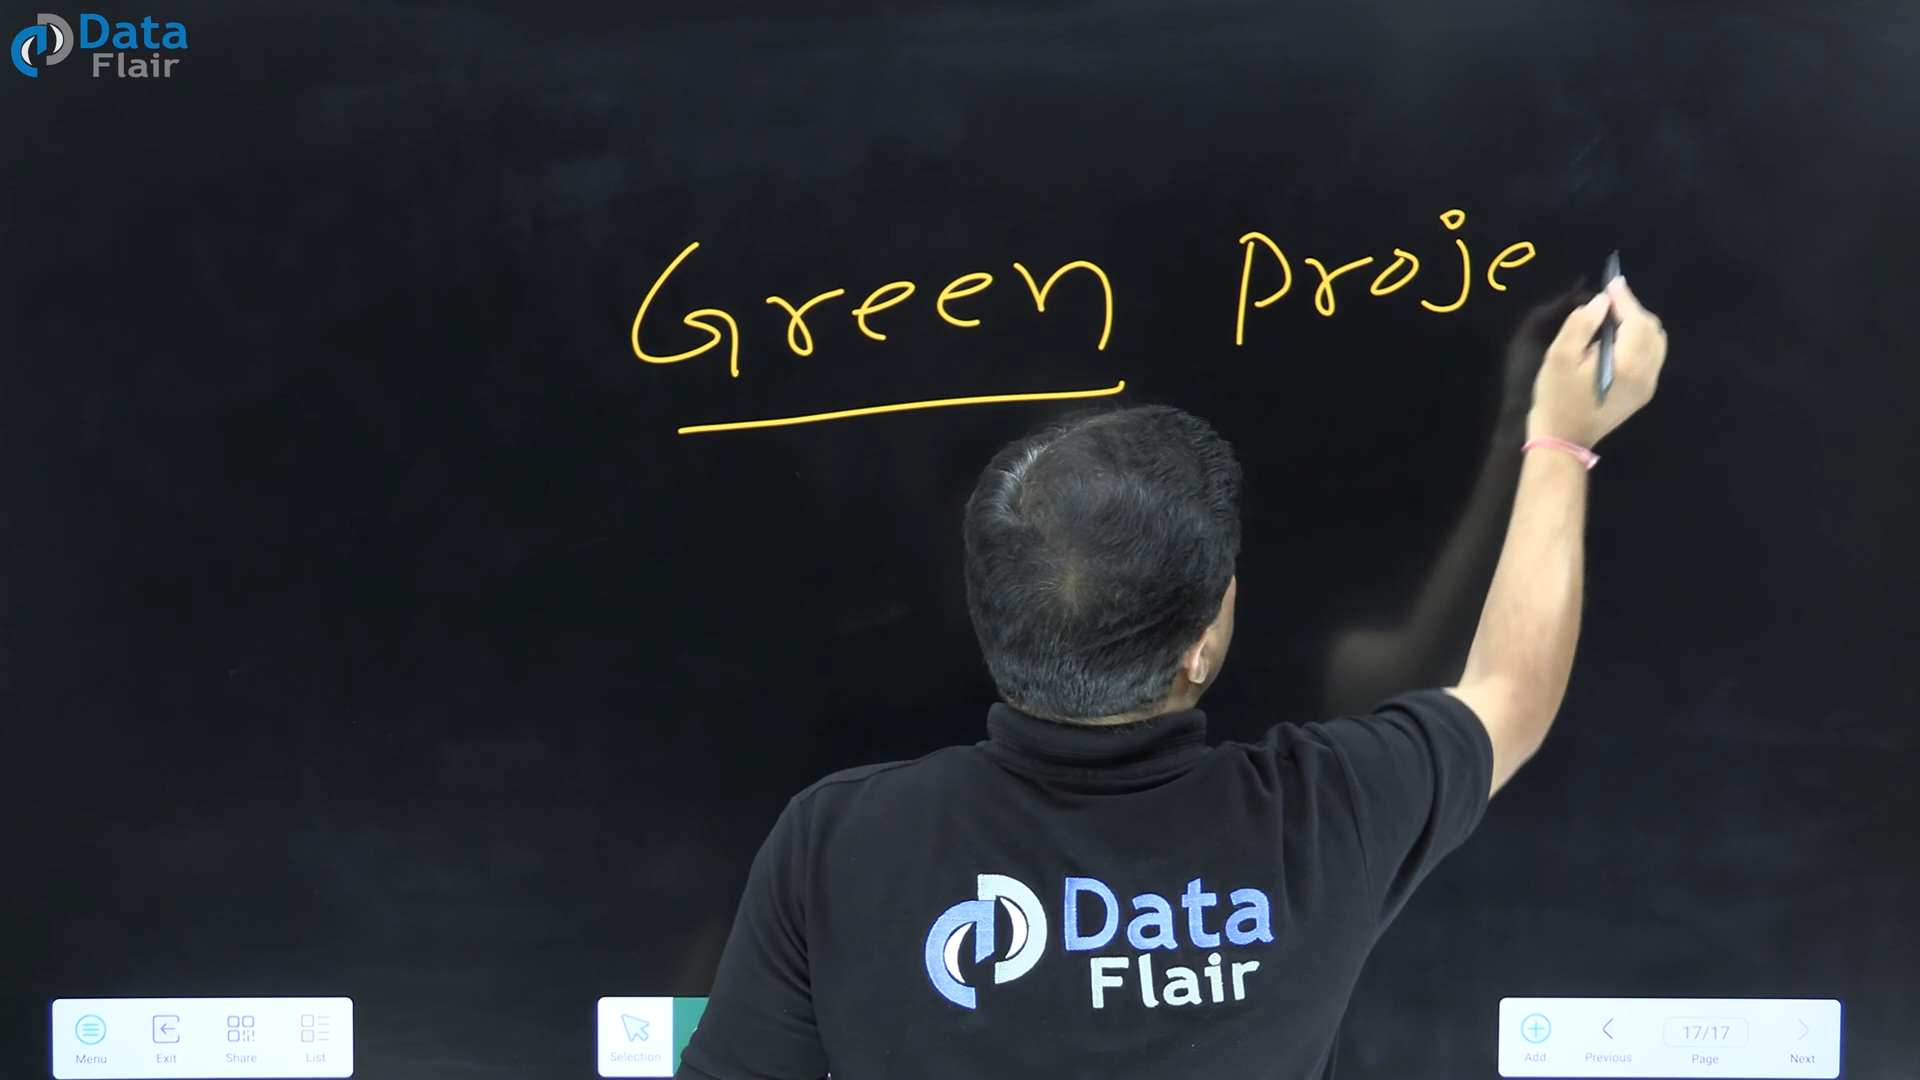 Data
Flair
Green Proje
Data
Flair
Menu
Exit
Share
List
Selection
Add
Previous
17/17
Page
Next